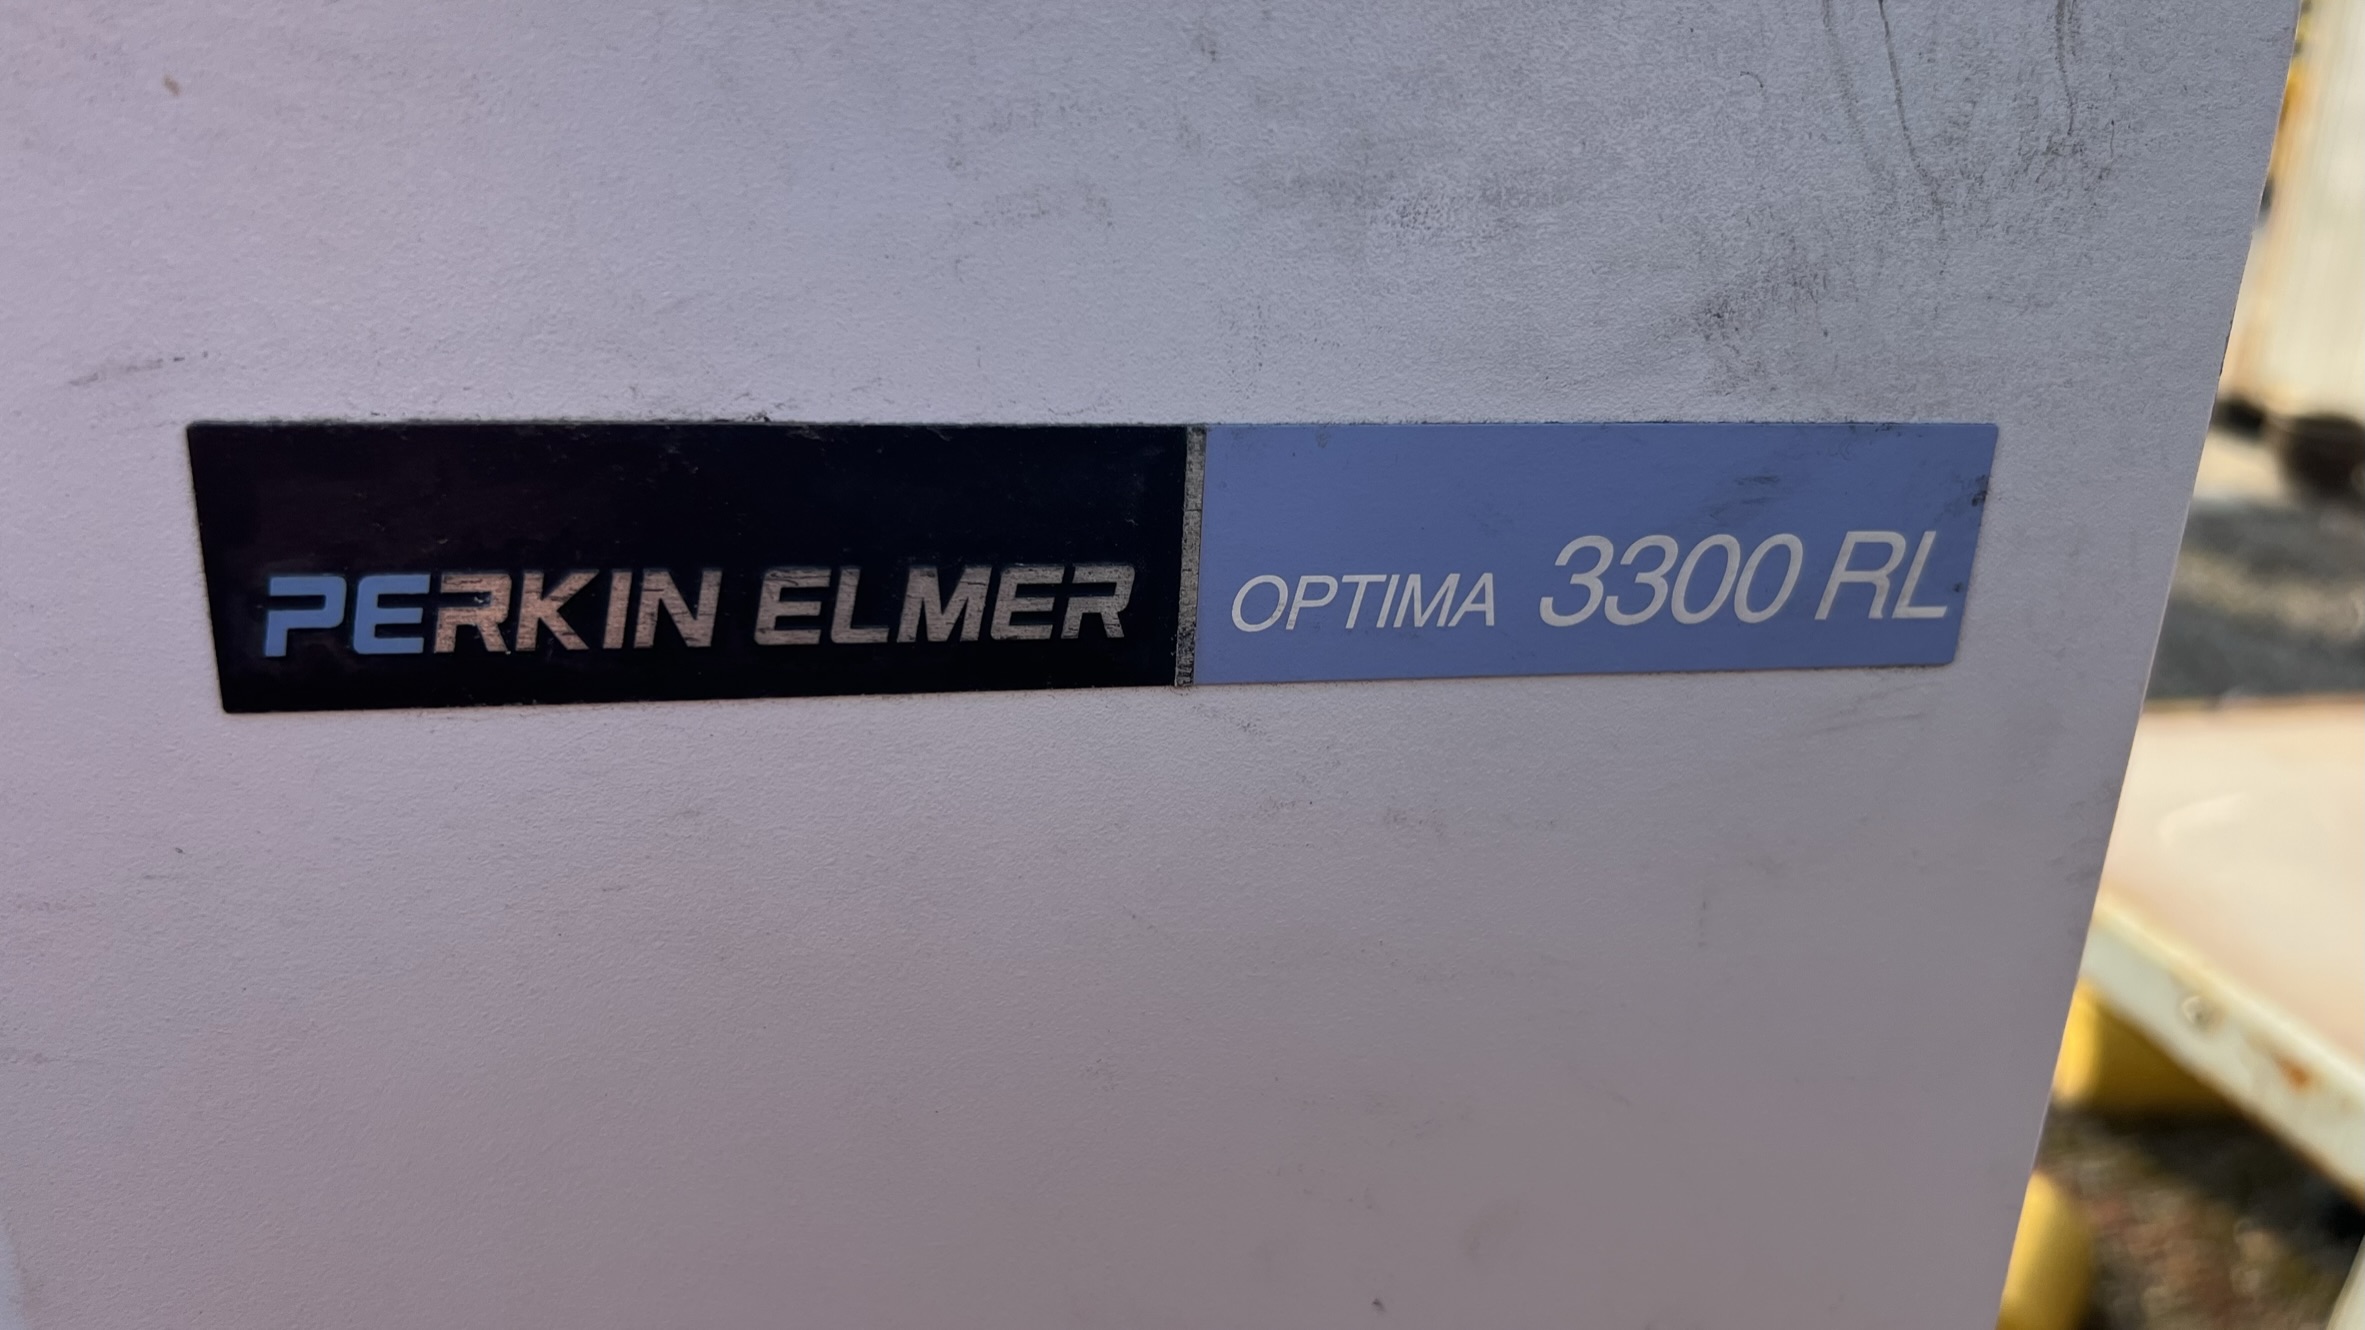 PERKIN ELMER OPTIMA 3300 RL